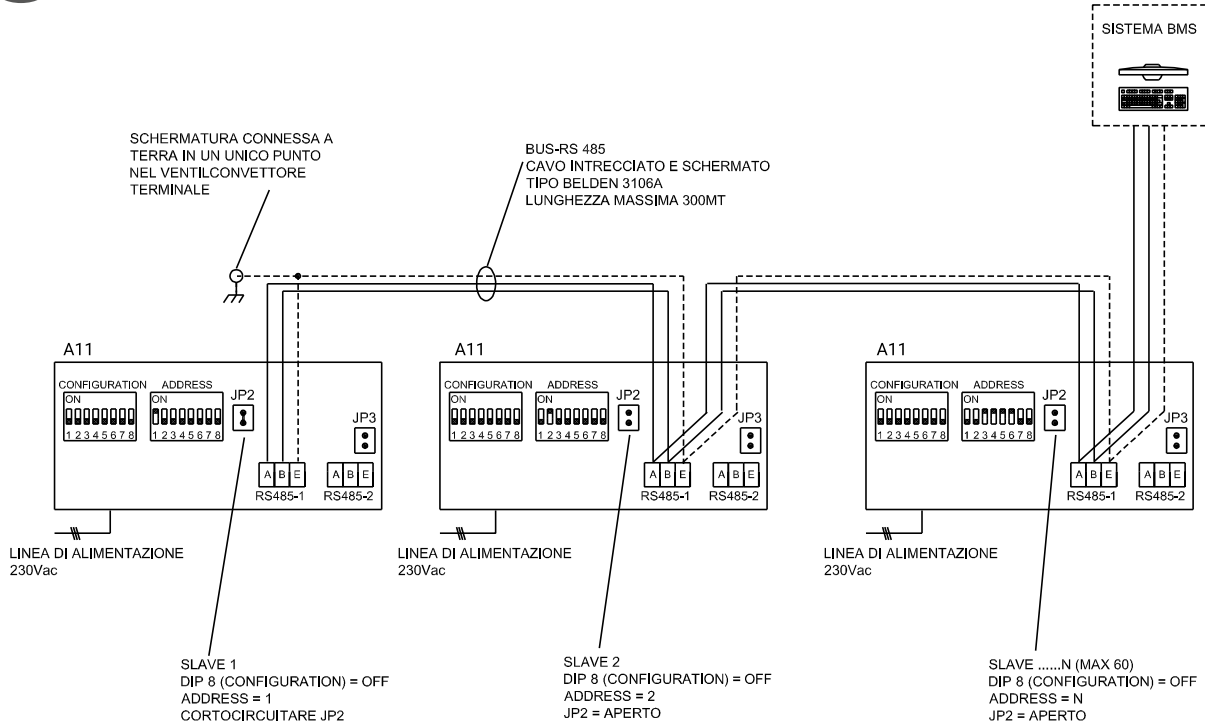 SISTEMA BMS
SCHERMATURA CONNESSA A
TERRA IN UN UNICO PUNTO
NEL VENTILCONVETTORE
TERMINALE
BUS-RS 485
CAVO INTRECCIATO E SCHERMATO
TIPO BELDEN 3106A
LUNGHEZZA MASSIMA 300MT
A11
CONFIGURATION ADDRESS
ON ON JP2
1 2 3 4 5 6 7 8 1 2 3 4 5 6 7 8
JP3
A B E A B E
RS485-1 RS485-2
LINEA DI ALIMENTAZIONE
230Vac
SLAVE 1
DIP 8 (CONFIGURATION) = OFF
ADDRESS = 1
CORTOCIRCUITARE JP2
A11
CONFIGURATION ADDRESS
ON ON JP2
1 2 3 4 5 6 7 8 1 2 3 4 5 6 7 8
JP3
A B E A B E
RS485-1 RS485-2
LINEA DI ALIMENTAZIONE
230Vac
SLAVE 2
DIP 8 (CONFIGURATION) = OFF
ADDRESS = 2
JP2 = APERTO
A11
CONFIGURATION ADDRESS
ON ON JP2
1 2 3 4 5 6 7 8 1 2 3 4 5 6 7 8
JP3
A B E A B E
RS485-1 RS485-2
LINEA DI ALIMENTAZIONE
230Vac
SLAVE ......N (MAX 60)
DIP 8 (CONFIGURATION) = OFF
ADDRESS = N
JP2 = APERTO